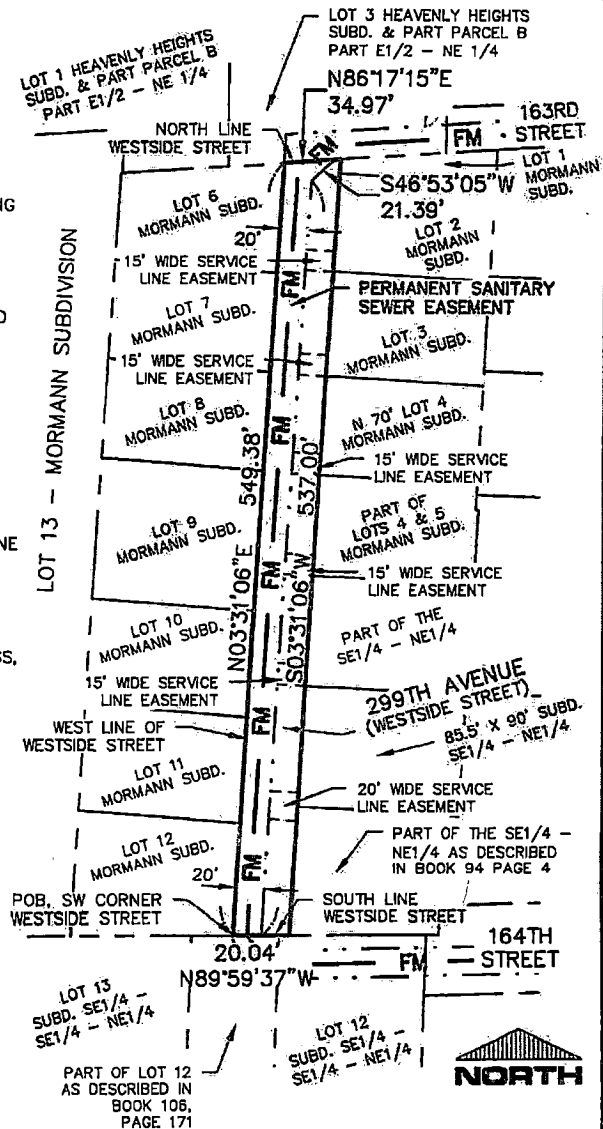 LOT 3 HEAVENLY HEIGHTS
SUBD. & PART PARCEL B
PART E1/2 - NE 1/4
LOT 1 HEAVENLY HEIGHTS
SUBD. & PART PARCEL B
PART E1/2 - NE 1/4
N86°17'15"E
34.97'
NORTH LINE
WESTSIDE STREET
FM
FM
163RD
STREET
LOT 1
MORMANN
SUBD.
S46°53'05"W
21.39'
LOT 6
MORMANN SUBD.
20'
LOT 2
MORMANN
SUBD.
15' WIDE SERVICE
LINE EASEMENT
FM
PERMANENT SANITARY
SEWER EASEMENT
LOT 7
MORMANN SUBD.
LOT 3
MORMANN SUBD.
15' WIDE SERVICE
LINE EASEMENT
LOT 13 - MORMANN SUBDIVISION
LOT 8
MORMANN SUBD.
N 70' LOT 4
MORMANN SUBD.
FM
549.38'
537.00'
15' WIDE SERVICE
LINE EASEMENT
LOT 9
MORMANN SUBD.
PART OF
LOTS 4 & 5
MORMANN SUBD.
FM
15' WIDE SERVICE
LINE EASEMENT
N03°31'06"E
S03°31'06"W
LOT 10
MORMANN SUBD.
PART OF THE
SE1/4 - NE1/4
15' WIDE SERVICE
LINE EASEMENT
299TH AVENUE
(WESTSIDE STREET)
WEST LINE OF
WESTSIDE STREET
FM
85.5' X 90' SUBD.
SE1/4 - NE1/4
LOT 11
MORMANN SUBD.
20' WIDE SERVICE
LINE EASEMENT
LOT 12
MORMANN SUBD.
PART OF THE SE1/4 -
NE1/4 AS DESCRIBED
IN BOOK 94 PAGE 4
FM
20'
POB, SW CORNER
WESTSIDE STREET
SOUTH LINE
WESTSIDE STREET
20.04'
N89°59'37"W
FM
164TH
STREET
LOT 13
SUBD. SE1/4 -
SE1/4 - NE1/4
LOT 12
SUBD. SE1/4 -
SE1/4 - NE1/4
PART OF LOT 12
AS DESCRIBED IN
BOOK 106,
PAGE 171
NORTH